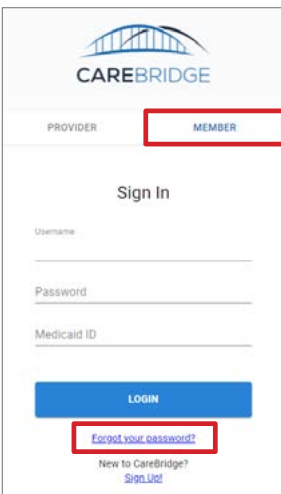 CAREBRIDGE
PROVIDER MEMBER
Sign In
Username
Password
Medicaid ID
LOGIN
Forgot your password?
New to CareBridge?
Sign Up!